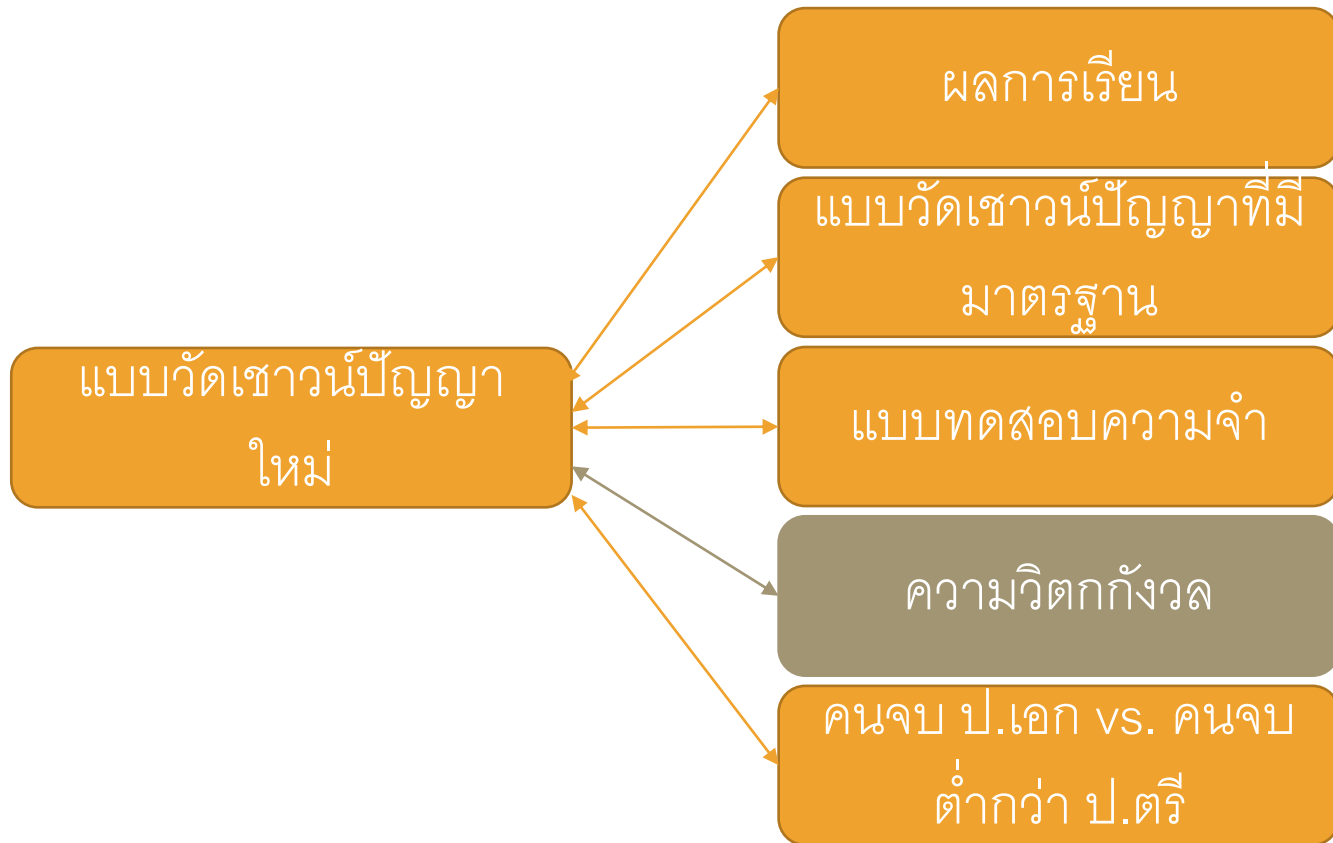 ผลการเรียน
แบบวัดเชาวน์ปัญญาที่มี
มาตรฐาน
แบบวัดเชาวน์ปัญญา
ใหม่
แบบทดสอบความจำ
ความวิตกกังวล
คนจบ ป.เอก vs. คนจบ
ต่ำกว่า ป.ตรี